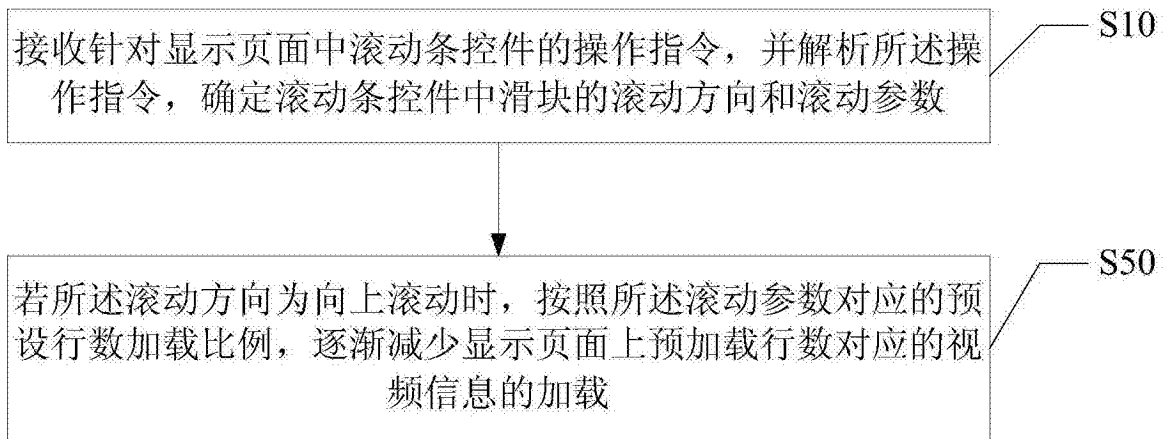 接收针对显示页面中滚动条控件的操作指令，并解析所述操
作指令，确定滚动条控件中滑块的滚动方向和滚动参数
S10
若所述滚动方向为向上滚动时，按照所述滚动参数对应的预
设行数加载比例，逐渐减少显示页面上预加载行数对应的视
频信息的加载
S50